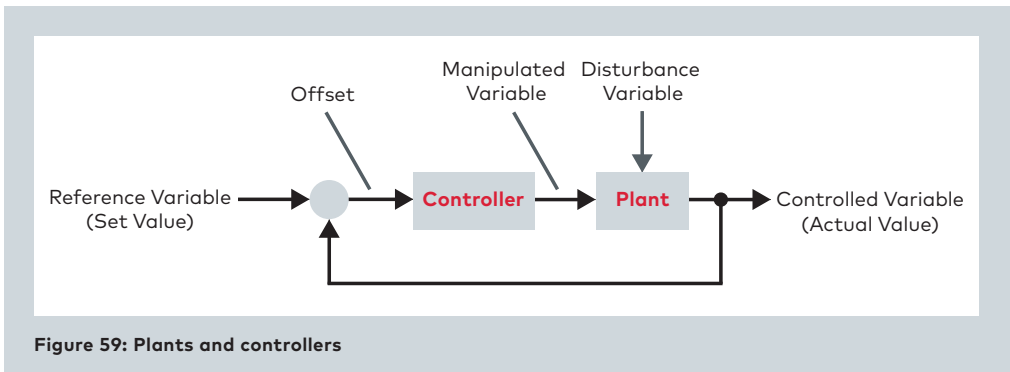 Manipulated
Variable
Disturbance
Variable
Offset
Reference Variable
(Set Value)
Controller
Plant
Controlled Variable
(Actual Value)
Figure 59: Plants and controllers